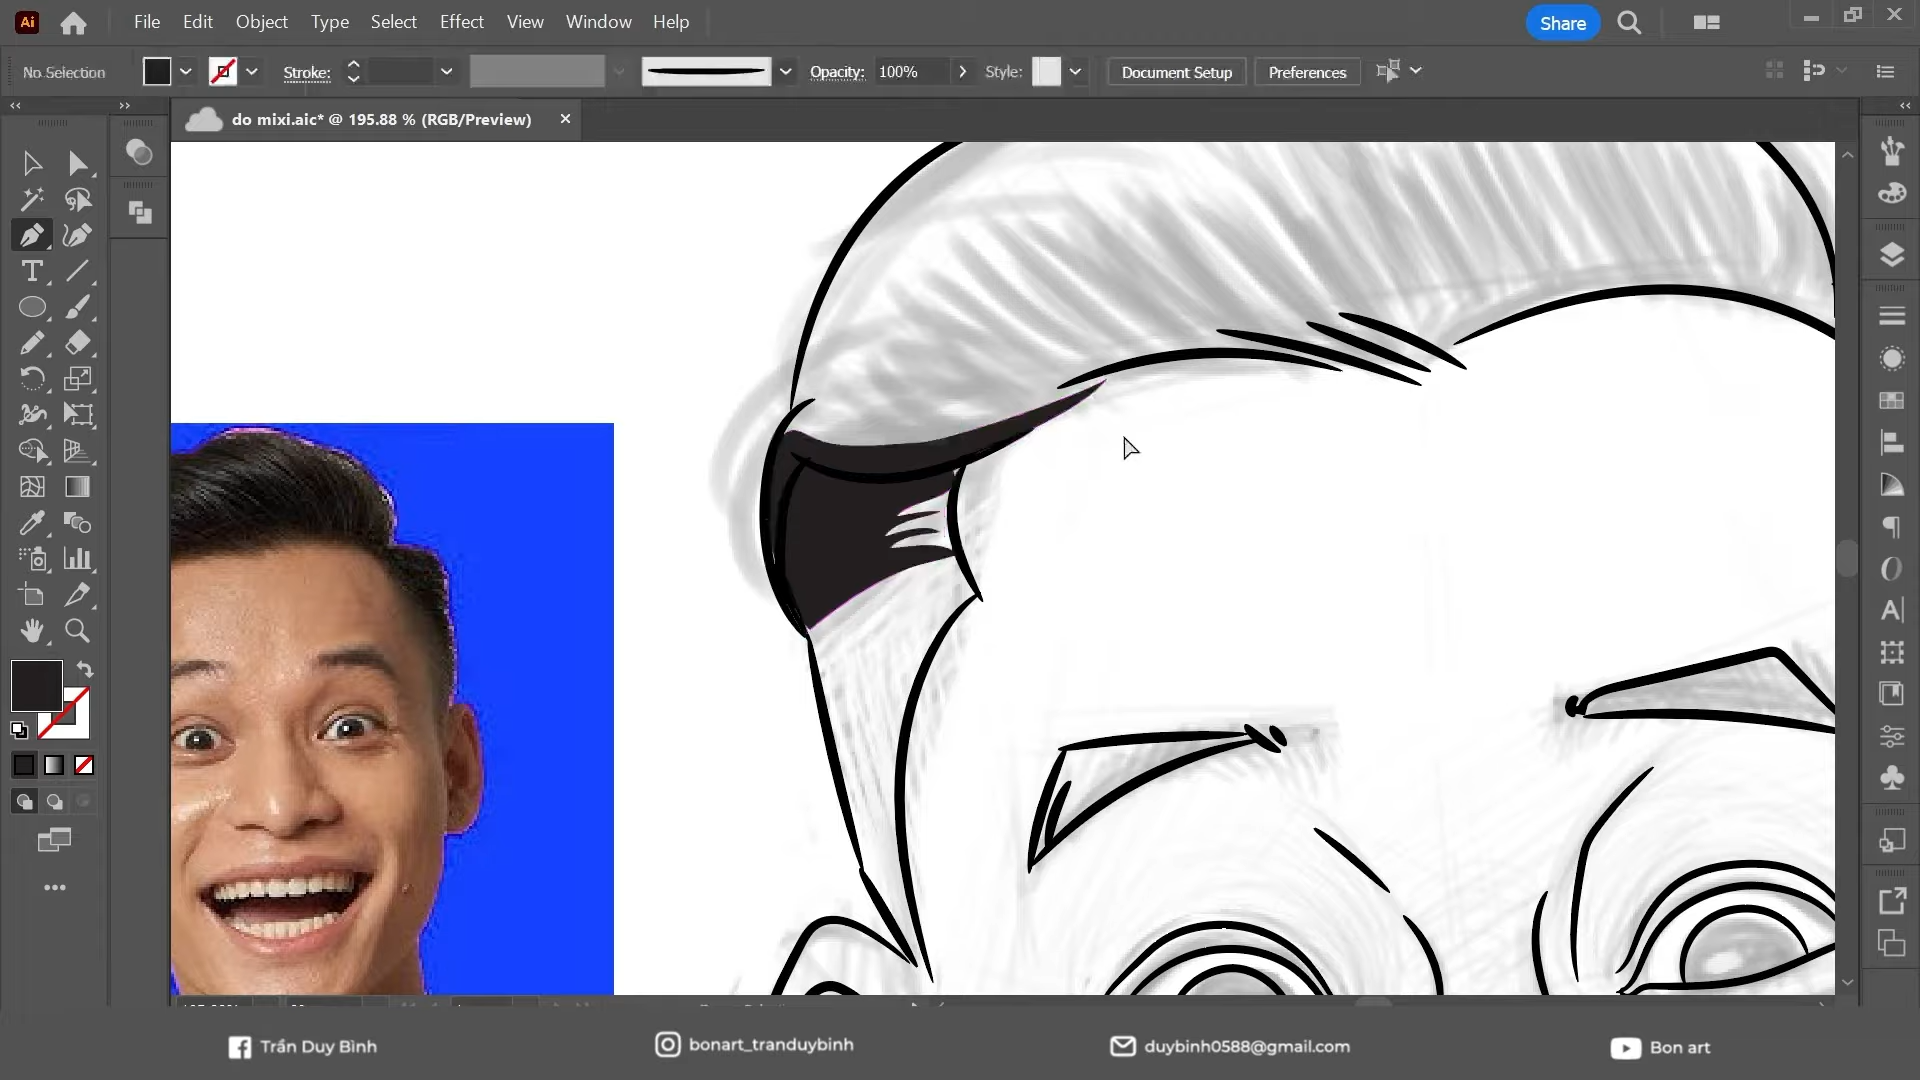 Ai File Edit Object Type Select Effect View Window Help Share
No Selection Stroke: Opacity: 100% Style: Document Setup Preferences
do mixi.aic* @ 195.88 % (RGB/Preview)
Trần Duy Bình bonart_tranduybinh duybinh0588@gmail.com Bon art